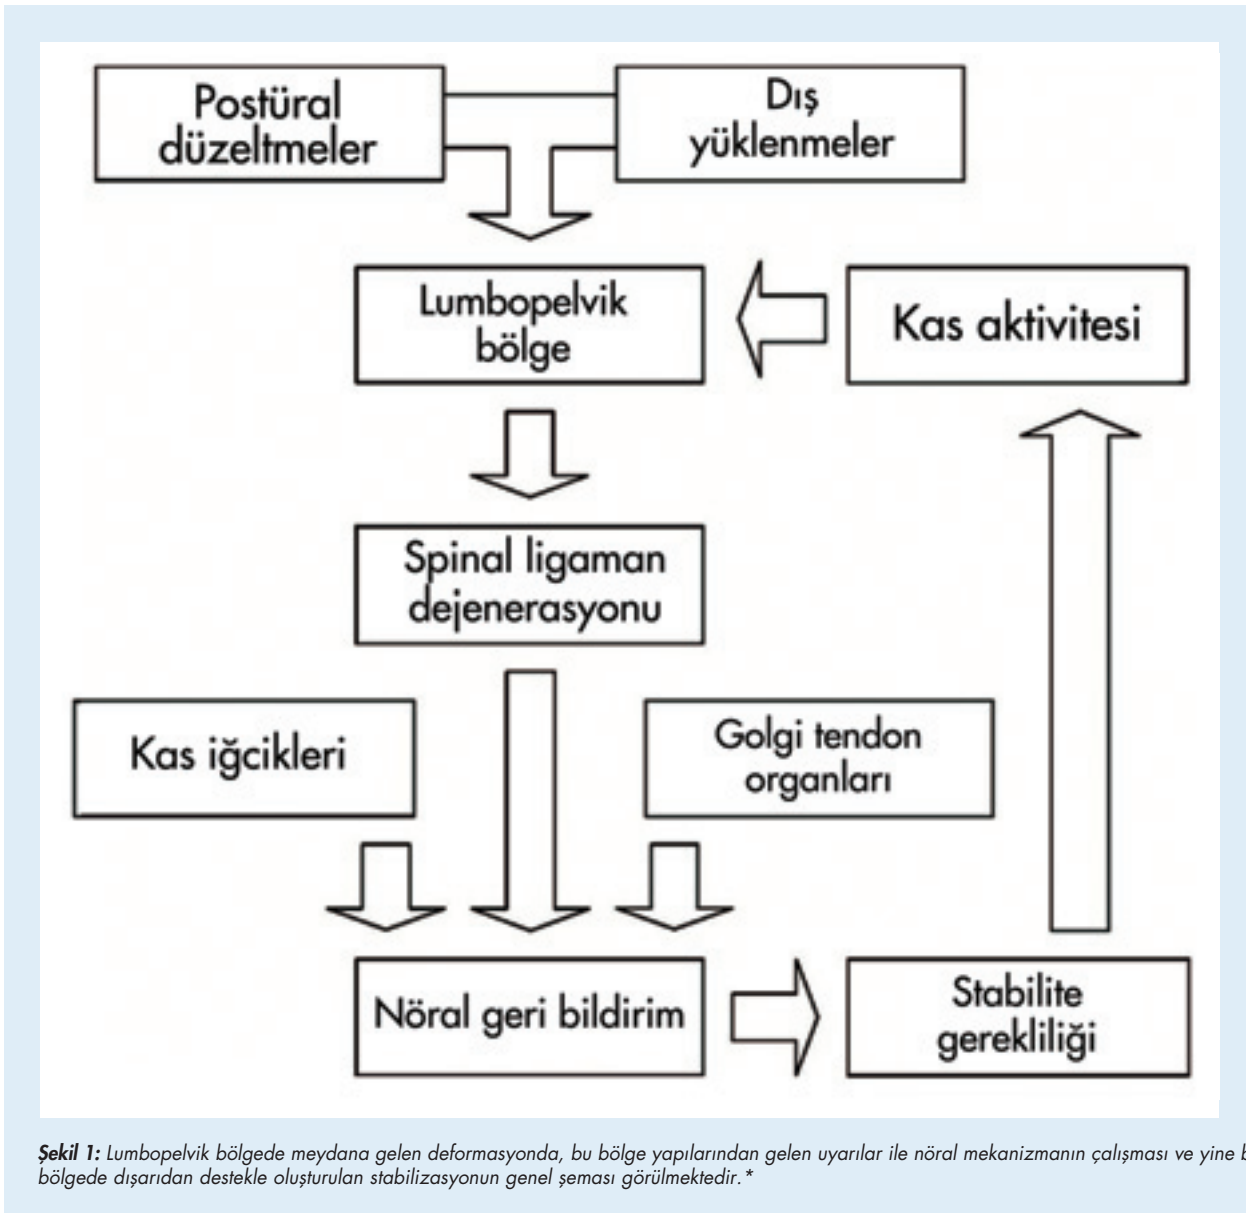 Postüral
düzeltmeler
Dış
yüklenmeler
Lumbopelvik
bölge
Kas aktivitesi
Spinal ligaman
dejenerasyonu
Kas iğcikleri
Golgi tendon
organları
Nöral geri bildirim
Stabilite
gerekliliği
Şekil 1: Lumbopelvik bölgede meydana gelen deformasyonda, bu bölge yapılarından gelen uyarılar ile nöral mekanizmanın çalışması ve yine
bölgede dışarıdan destekle oluşturulan stabilizasyonun genel şeması görülmektedir.*